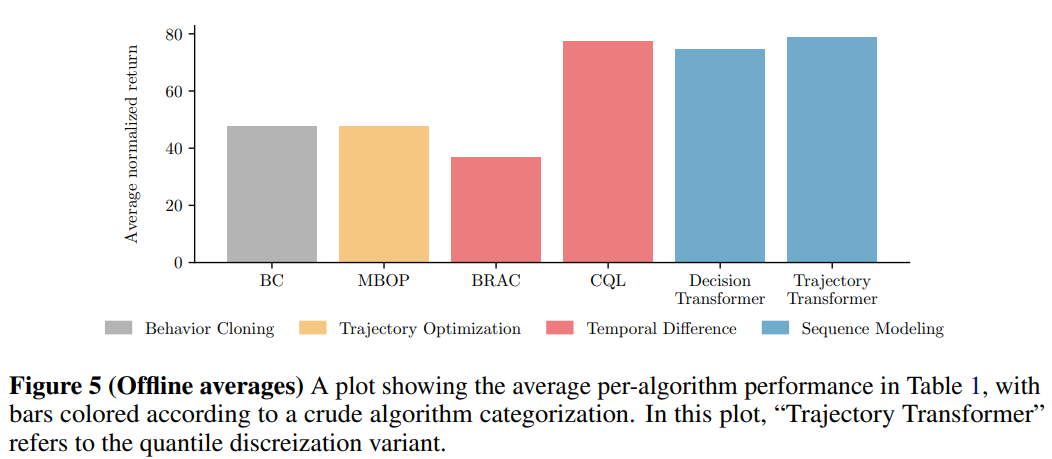 Average normalized return
80
60
40
20
0
BC
MBOP
BRAC
CQL
Decision
Transformer
Trajectory
Transformer
Behavior Cloning
Trajectory Optimization
Temporal Difference
Sequence Modeling
Figure 5 (Offline averages) A plot showing the average per-algorithm performance in Table 1, with
bars colored according to a crude algorithm categorization. In this plot, “Trajectory Transformer”
refers to the quantile discreization variant.